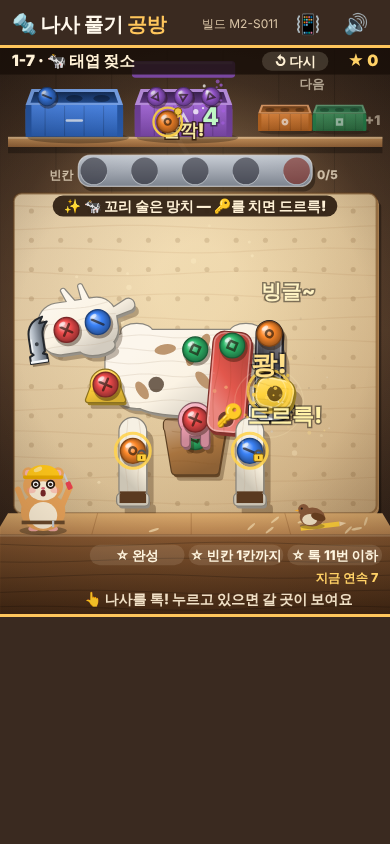 나사 풀기 공방
빌드 M2-S011
1-7 · 태엽 젖소
다시
★ 0
다음
깍!
4
+1
빈칸
0/5
✨ 🐄 꼬리 술은 망치 — 🔑를 치면 드르륵!
빙글~
쾅!
드르륵!
☆ 완성
☆ 빈칸 1칸까지
☆ 톡 11번 이하
지금 연속 7
👆 나사를 톡! 누르고 있으면 갈 곳이 보여요